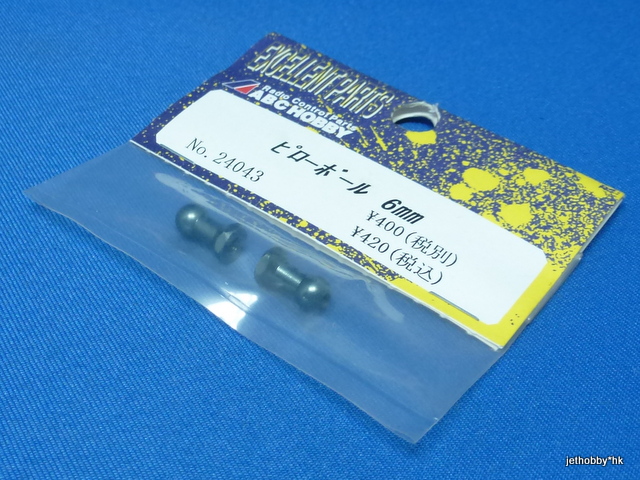 EXCELLENT PARTS
Radio Control Parts
ABC HOBBY
ピローボール 6mm
No. 24043
¥400(税別)
¥420(税込)
jethobby*hk